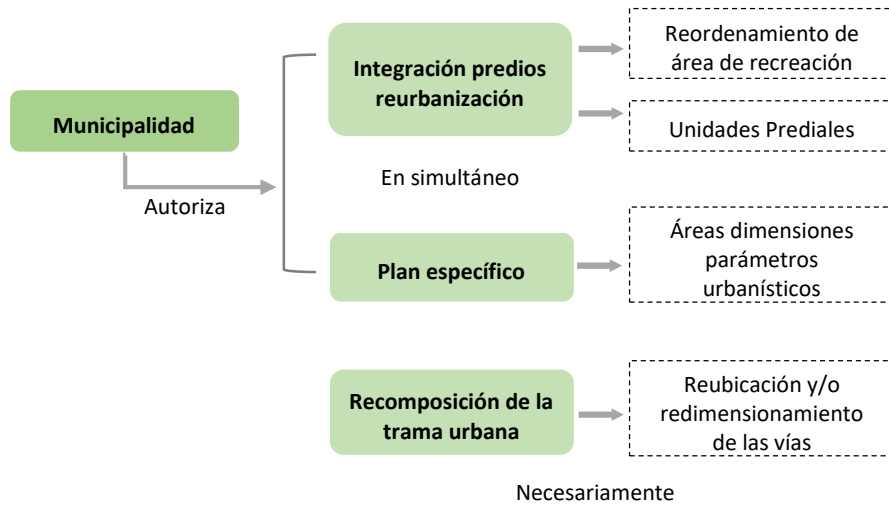 Municipalidad
Autoriza
Integración predios
reurbanización
Reordenamiento de
área de recreación
Unidades Prediales
En simultáneo
Plan específico
Áreas dimensiones
parámetros
urbanísticos
Recomposición de la
trama urbana
Reubicación y/o
redimensionamiento
de las vías
Necesariamente